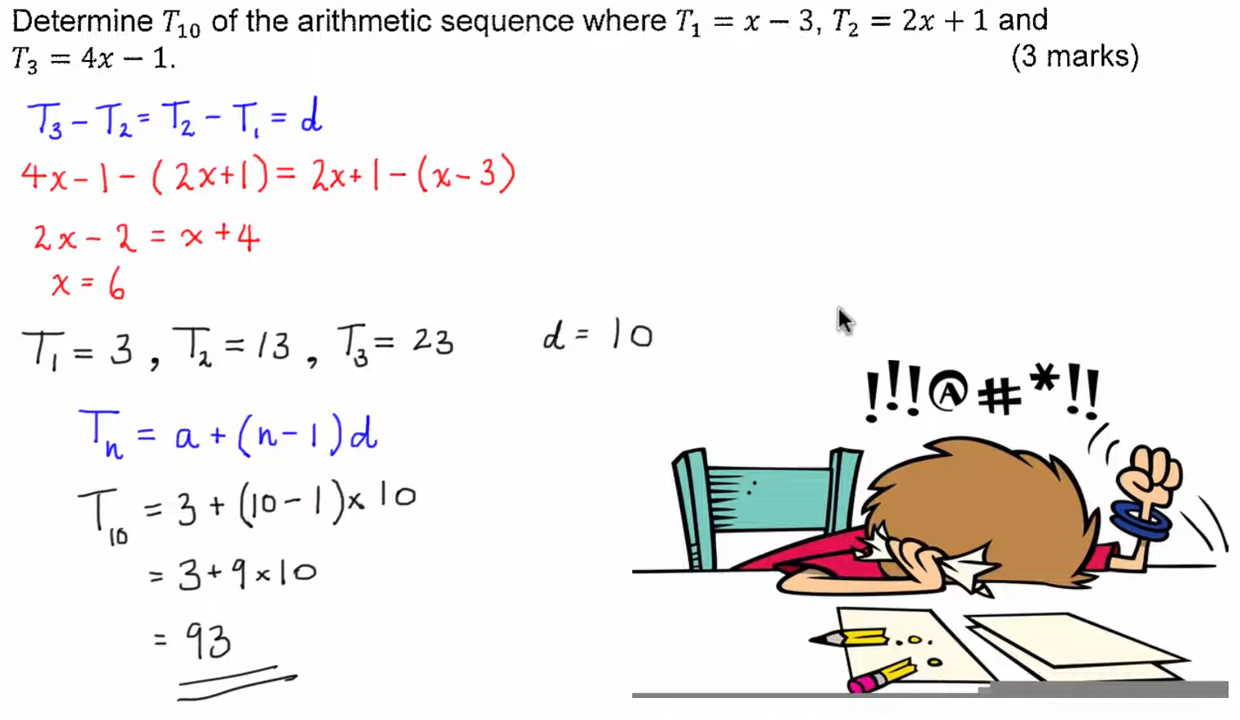 Determine T₁₀ of the arithmetic sequence where T₁ = x − 3, T₂ = 2x + 1 and
T₃ = 4x − 1. (3 marks)
T₃ − T₂ = T₂ − T₁ = d
4x − 1 − (2x+1) = 2x + 1 − (x − 3)
2x − 2 = x + 4
x = 6
T₁ = 3, T₂ = 13, T₃ = 23 d = 10
!!!@#*!!
Tₙ = a + (n − 1)d
T₁₀ = 3 + (10 − 1) × 10
= 3 + 9 × 10
= 93